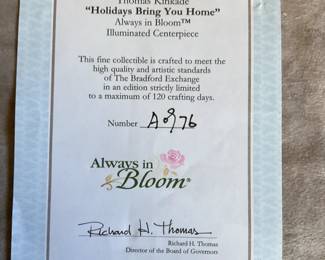 Thomas Kinkade
“Holidays Bring You Home”
Always in Bloom™
Illuminated Centerpiece
This fine collectible is crafted to meet the
high quality and artistic standards
of The Bradford Exchange
in an edition strictly limited
to a maximum of 120 crafting days.
Number A0776
Always in
Bloom®
Richard H. Thomas
Richard H. Thomas
Director of the Board of Governors